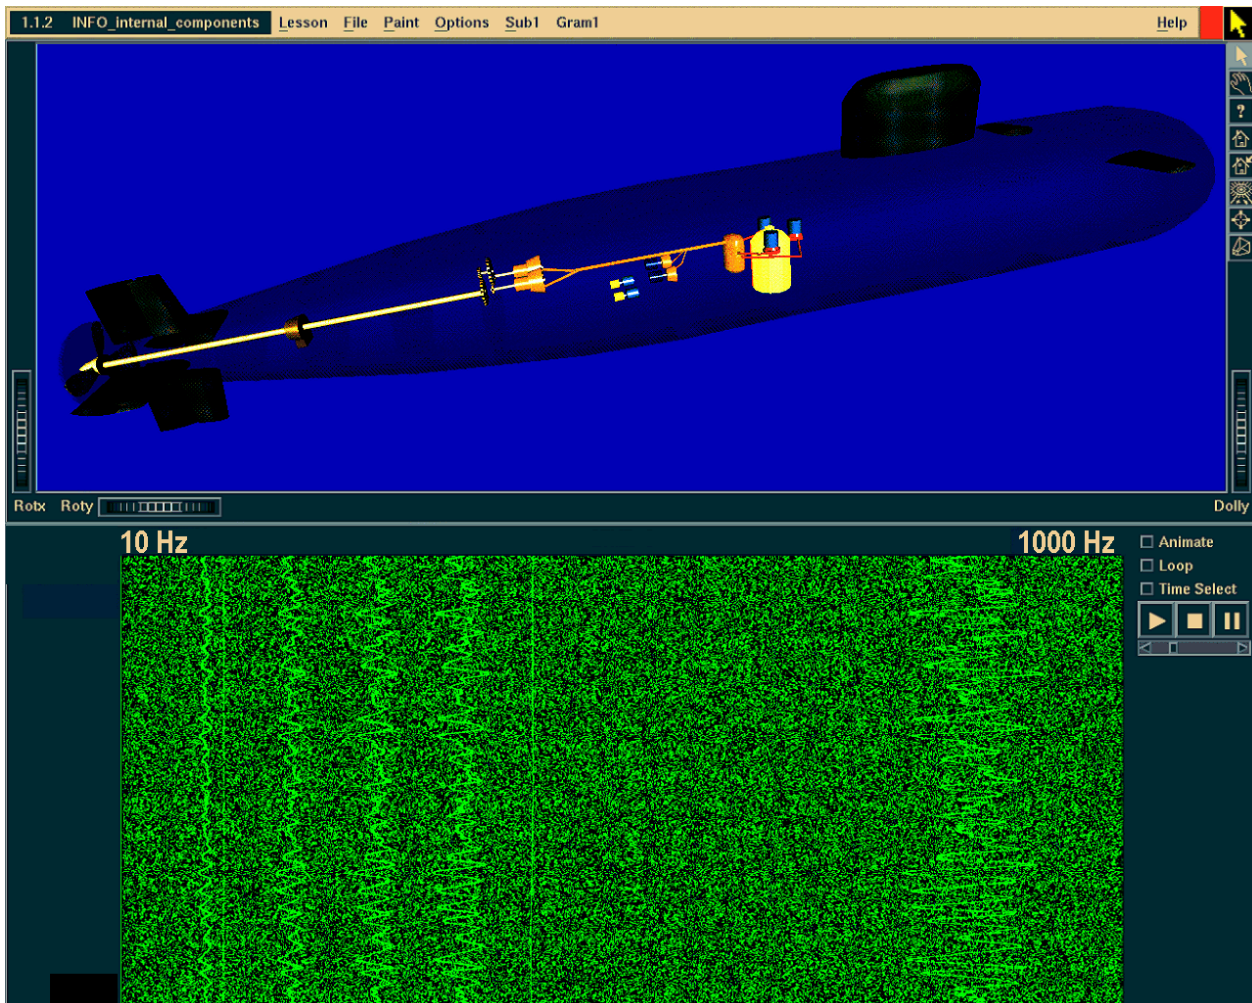 1.1.2 INFO_internal_components Lesson File Paint Options Sub1 Gram1 Help
?
Rotx Roty Dolly
10 Hz 1000 Hz
Animate
Loop
Time Select